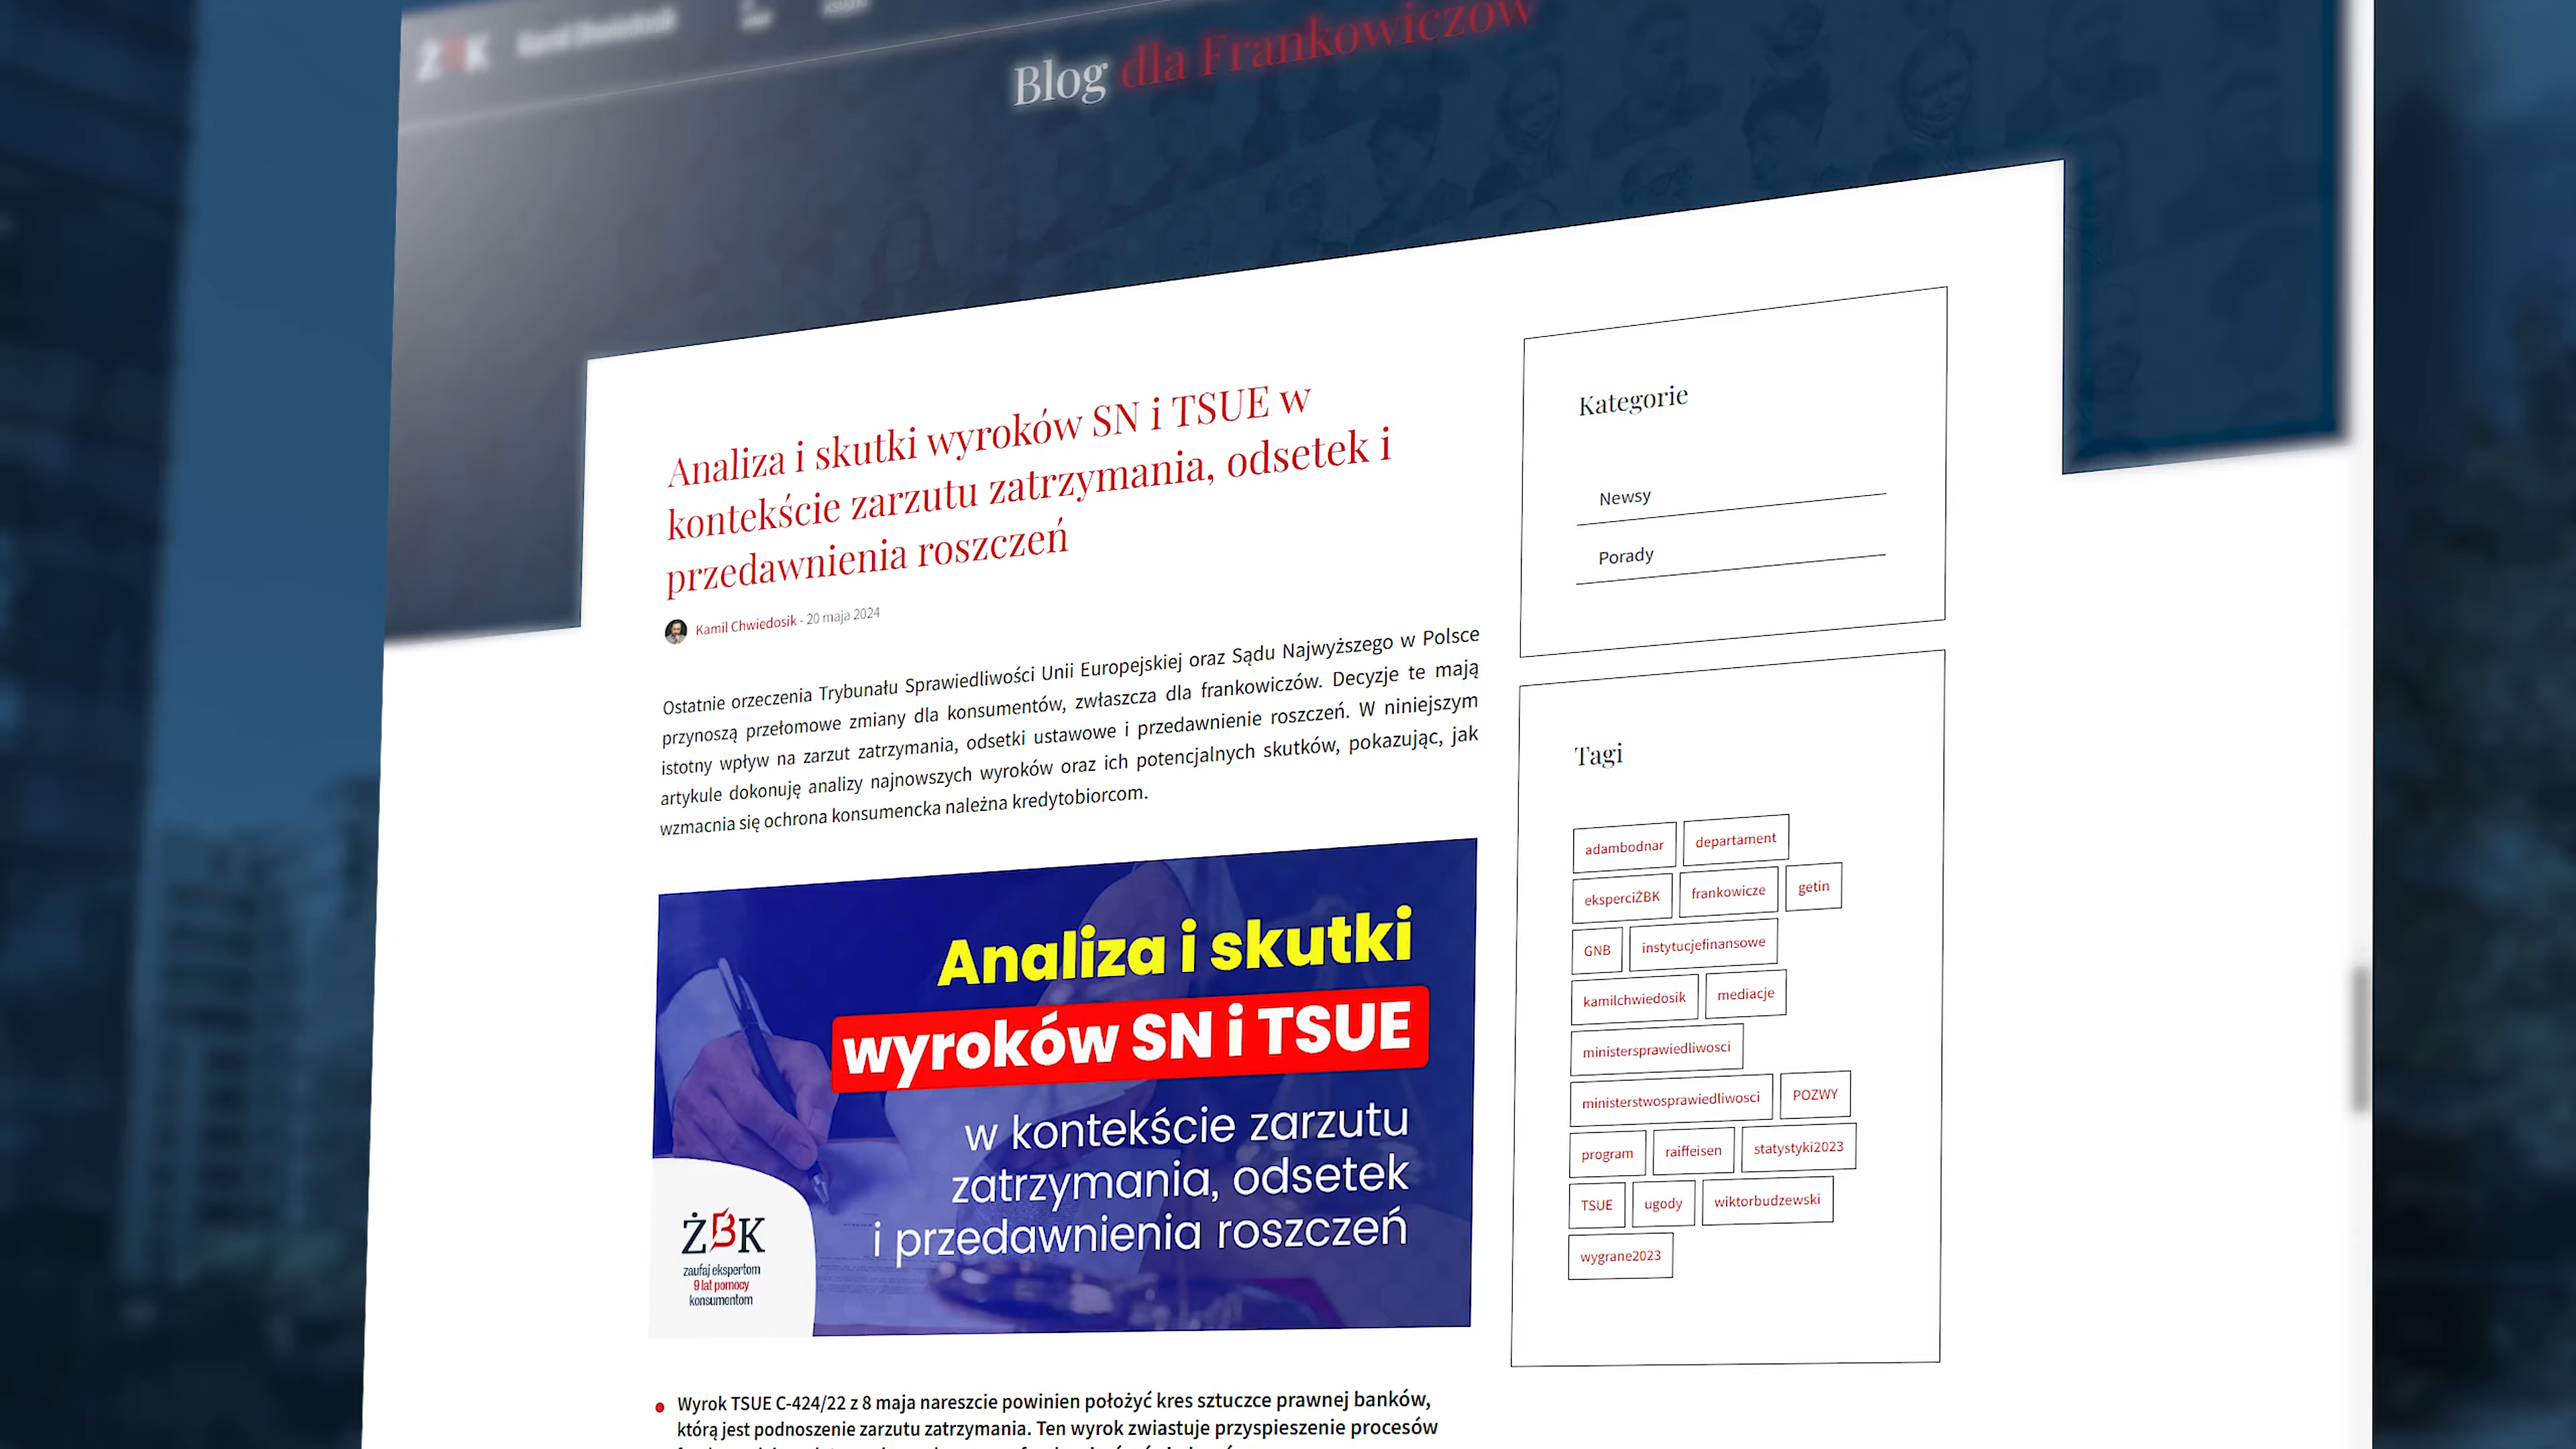 ŻBK Kamil Chwiedosik
Blog dla Frankowiczów
Analiza i skutki wyroków SN i TSUE w
kontekście zarzutu zatrzymania, odsetek i
przedawnienia roszczeń
Kamil Chwiedosik - 20 maja 2024
Ostatnie orzeczenia Trybunału Sprawiedliwości Unii Europejskiej oraz Sądu Najwyższego w Polsce
przynoszą przełomowe zmiany dla konsumentów, zwłaszcza dla frankowiczów. Decyzje te mają
istotny wpływ na zarzut zatrzymania, odsetki ustawowe i przedawnienie roszczeń. W niniejszym
artykule dokonuję analizy najnowszych wyroków oraz ich potencjalnych skutków, pokazując, jak
wzmacnia się ochrona konsumencka należna kredytobiorcom.
Analiza i skutki
wyroków SN i TSUE
w kontekście zarzutu
zatrzymania, odsetek
i przedawnienia roszczeń
ŻBK
zaufaj ekspertom
9 lat pomocy
konsumentom
Wyrok TSUE C-424/22 z 8 maja nareszcie powinien położyć kres sztuczce prawnej banków,
którą jest podnoszenie zarzutu zatrzymania. Ten wyrok zwiastuje przyspieszenie procesów
Kategorie
Newsy
Porady
Tagi
adambodnar departament
eksperciŻBK frankowicze getin
GNB instytucjefinansowe
kamilchwiedosik mediacje
ministersprawiedliwosci
ministerstwosprawiedliwosci POZWY
program raiffeisen statystyki2023
TSUE ugody wiktorbudzewski
wygrane2023